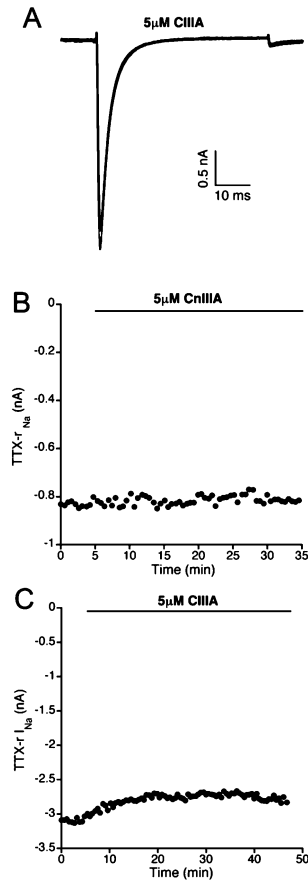 A
5µM CIIIA
0.5 nA
10 ms
B
5µM CnIIIA
0
-0.2
-0.4
-0.6
-0.8
-1
TTX-r Na (nA)
0 5 10 15 20 25 30 35
Time (min)
C
5µM CIIIA
0
-0.5
-1
-1.5
-2
-2.5
-3
-3.5
TTX-r INa (nA)
0 10 20 30 40 50
Time (min)